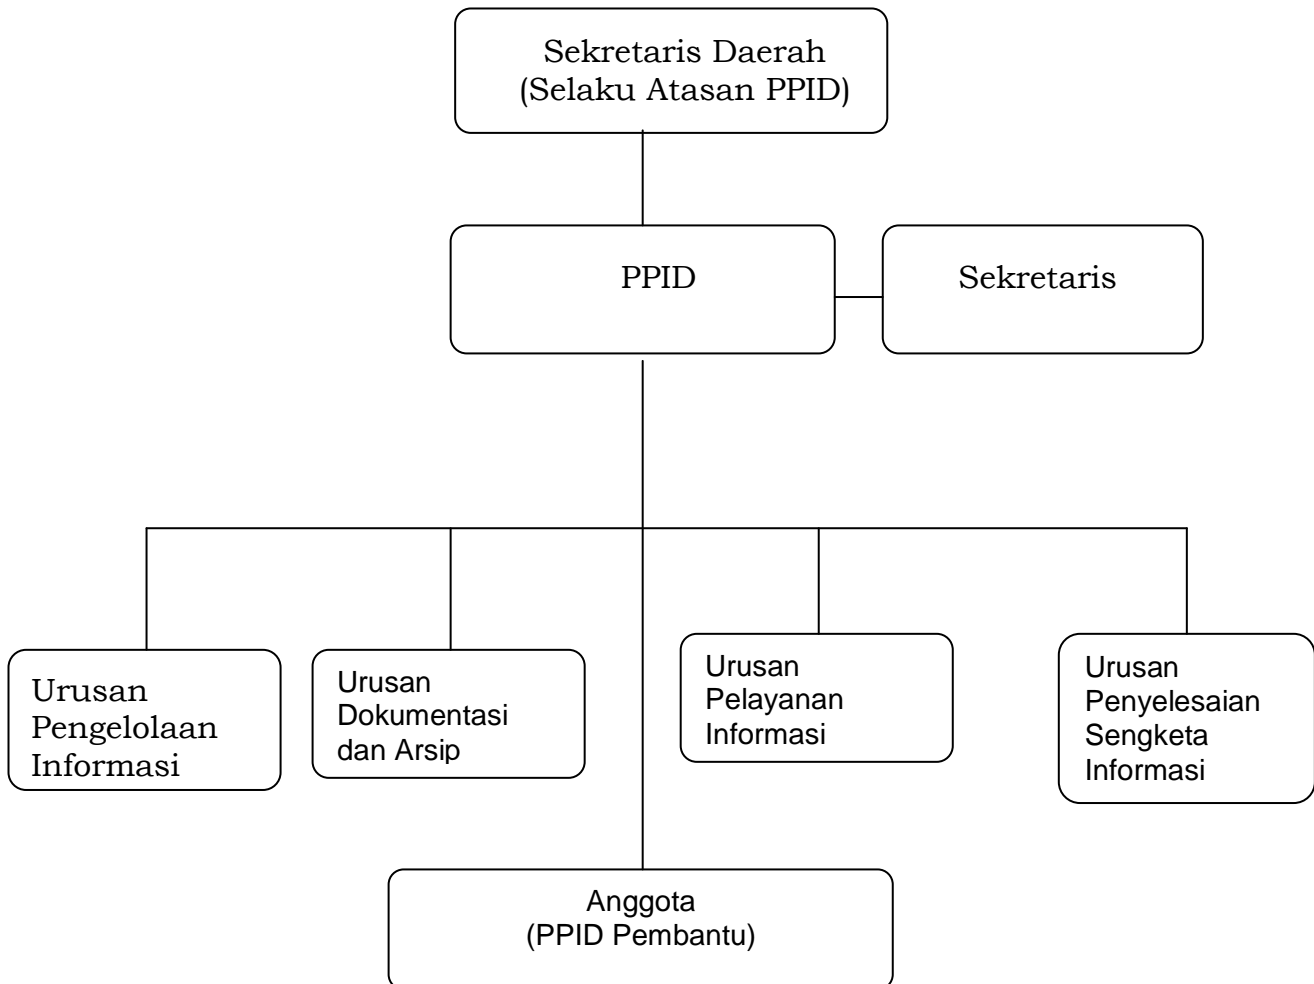 Sekretaris Daerah
(Selaku Atasan PPID)
PPID
Sekretaris
Urusan
Pengelolaan
Informasi
Urusan
Dokumentasi
dan Arsip
Urusan
Pelayanan
Informasi
Urusan
Penyelesaian
Sengketa
Informasi
Anggota
(PPID Pembantu)